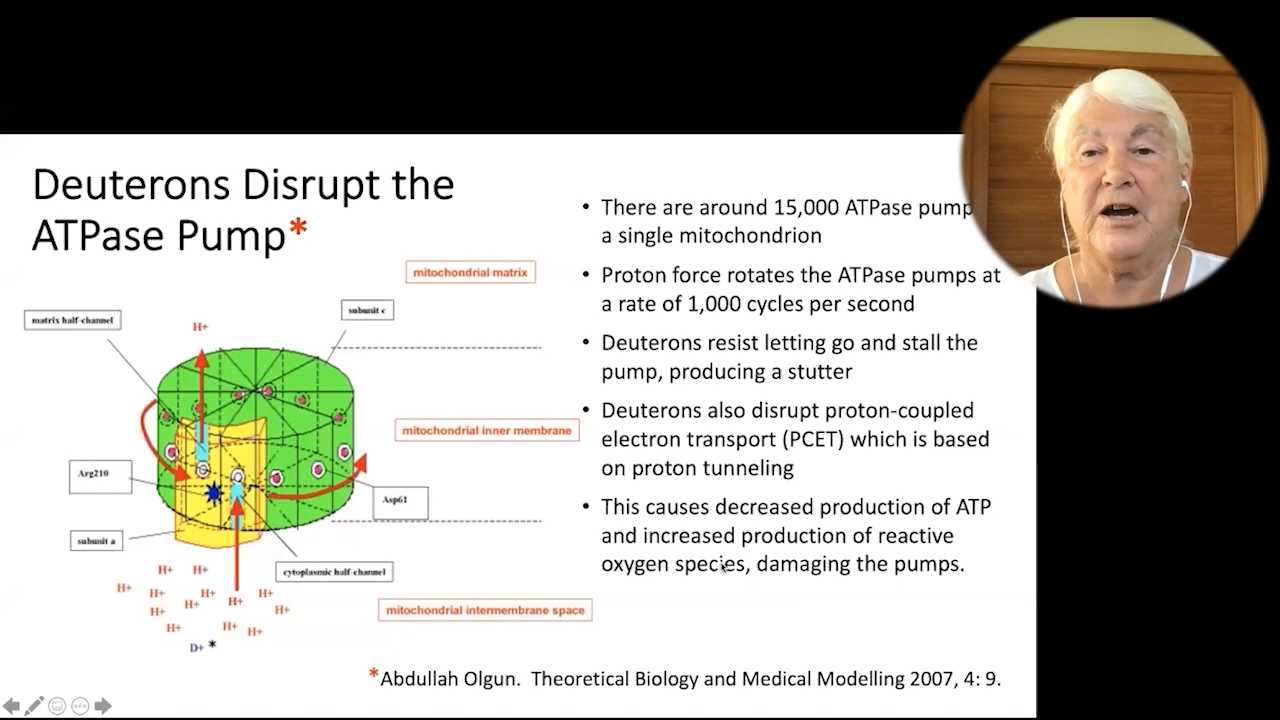 Deuterons Disrupt the
ATPase Pump*
mitochondrial matrix
subunit c
matrix half-channel
H+
mitochondrial inner membrane
Arg210
Asp61
subunit a
cytoplasmic half-channel
H+ H+
H+ H+ H+ H+
H+ H+ H+
H+ H+
H+ H+ H+
mitochondrial intermembrane space
D+ *
• There are around 15,000 ATPase pump
a single mitochondrion
• Proton force rotates the ATPase pumps at
a rate of 1,000 cycles per second
• Deuterons resist letting go and stall the
pump, producing a stutter
• Deuterons also disrupt proton-coupled
electron transport (PCET) which is based
on proton tunneling
• This causes decreased production of ATP
and increased production of reactive
oxygen species, damaging the pumps.
*Abdullah Olgun. Theoretical Biology and Medical Modelling 2007, 4: 9.